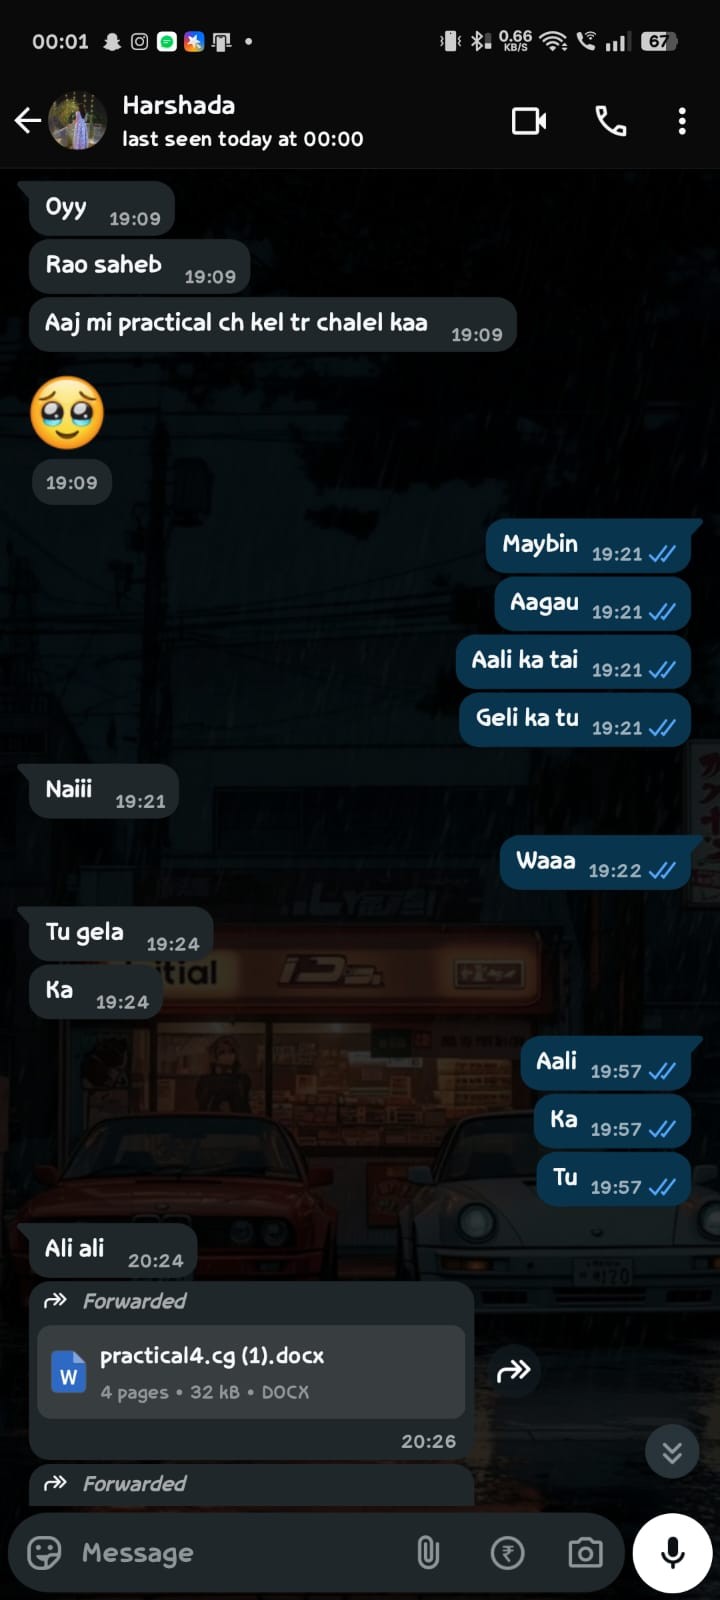 00:01
0.66
KB/S
67
Harshada
last seen today at 00:00
Oyy 19:09
Rao saheb 19:09
Aaj mi practical ch kel tr chalel kaa 19:09
19:09
Maybin 19:21
Aagau 19:21
Aali ka tai 19:21
Geli ka tu 19:21
Naiii 19:21
Waaa 19:22
Tu gela 19:24
Ka 19:24
Aali 19:57
Ka 19:57
Tu 19:57
Ali ali 20:24
Forwarded
W
practical4.cg (1).docx
4 pages • 32 kB • DOCX
20:26
Forwarded
Message